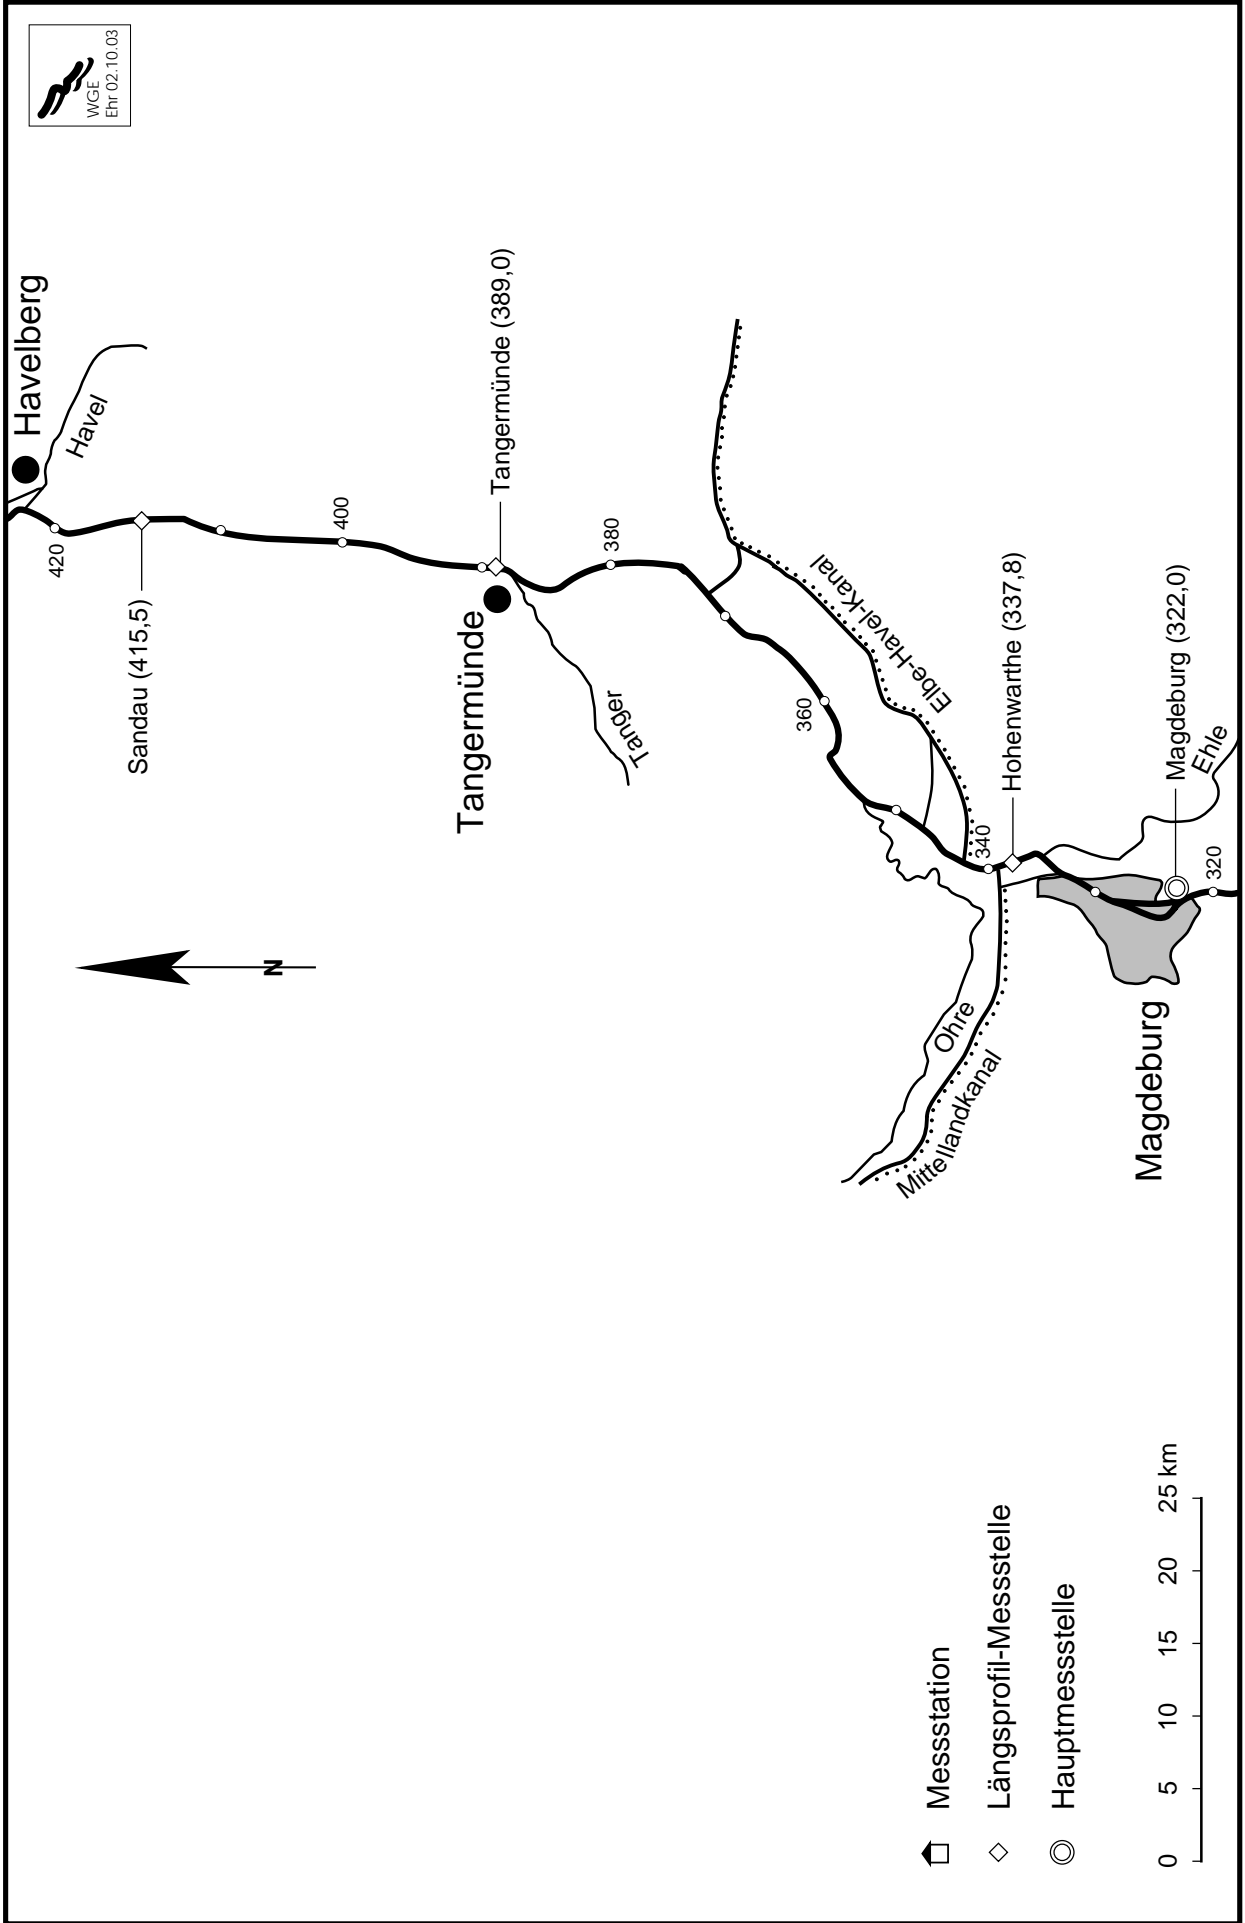 WGE
Ehr 02.10.03
Havelberg
Havel
420
Sandau (415,5)
400
Tangermünde (389,0)
Tangermünde
380
Tanger
Elbe-Havel-Kanal
360
Hohenwarthe (337,8)
340
Magdeburg (322,0)
Ehle
320
N
Ohre
Mittellandkanal
Magdeburg
Messstation
Längsprofil-Messstelle
Hauptmessstelle
0 5 10 15 20 25 km